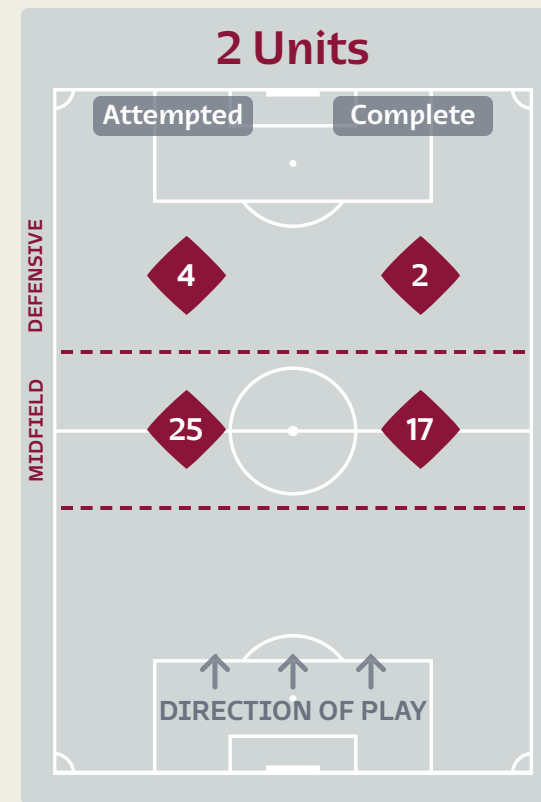 2 Units
Attempted
Complete
DEFENSIVE
4
2
MIDFIELD
25
17
DIRECTION OF PLAY